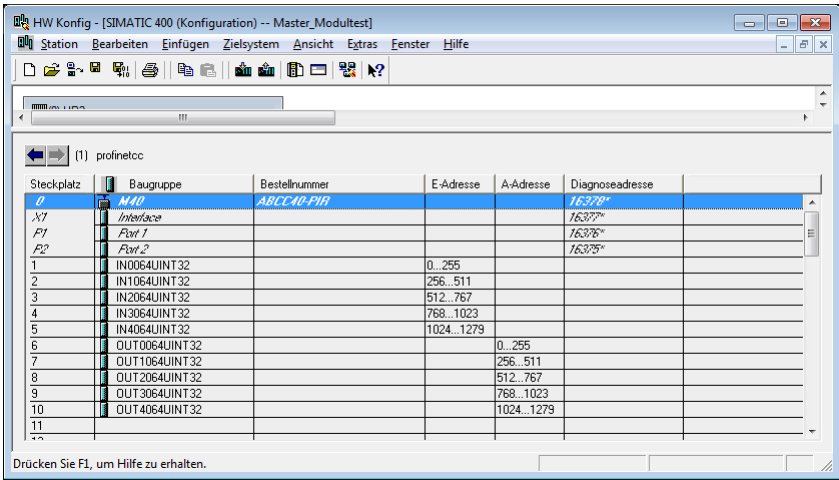 HW Konfig - [SIMATIC 400 (Konfiguration) -- Master_Modultest]
Station Bearbeiten Einfügen Zielsystem Ansicht Extras Fenster Hilfe
(1) profinetcc
Steckplatz Baugruppe Bestellnummer E-Adresse A-Adresse Diagnoseadresse
0 M40 ABCC40-PIR 16378*
X1 Interface 16377*
P1 Port 1 16376*
P2 Port 2 16375*
1 IN0064UINT32 0...255
2 IN1064UINT32 256...511
3 IN2064UINT32 512...767
4 IN3064UINT32 768...1023
5 IN4064UINT32 1024...1279
6 OUT0064UINT32 0...255
7 OUT1064UINT32 256...511
8 OUT2064UINT32 512...767
9 OUT3064UINT32 768...1023
10 OUT4064UINT32 1024...1279
11
Drücken Sie F1, um Hilfe zu erhalten.